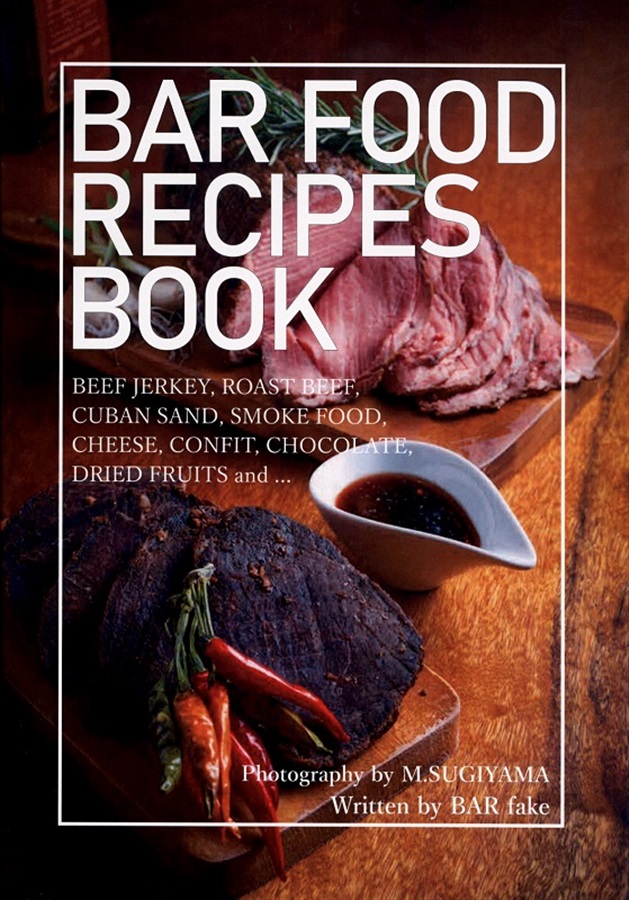 BAR FOOD
RECIPES
BOOK
BEEF JERKEY, ROAST BEEF,
CUBAN SAND, SMOKE FOOD,
CHEESE, CONFIT, CHOCOLATE,
DRIED FRUITS and ...
Photography by M.SUGIYAMA
Written by BAR fake